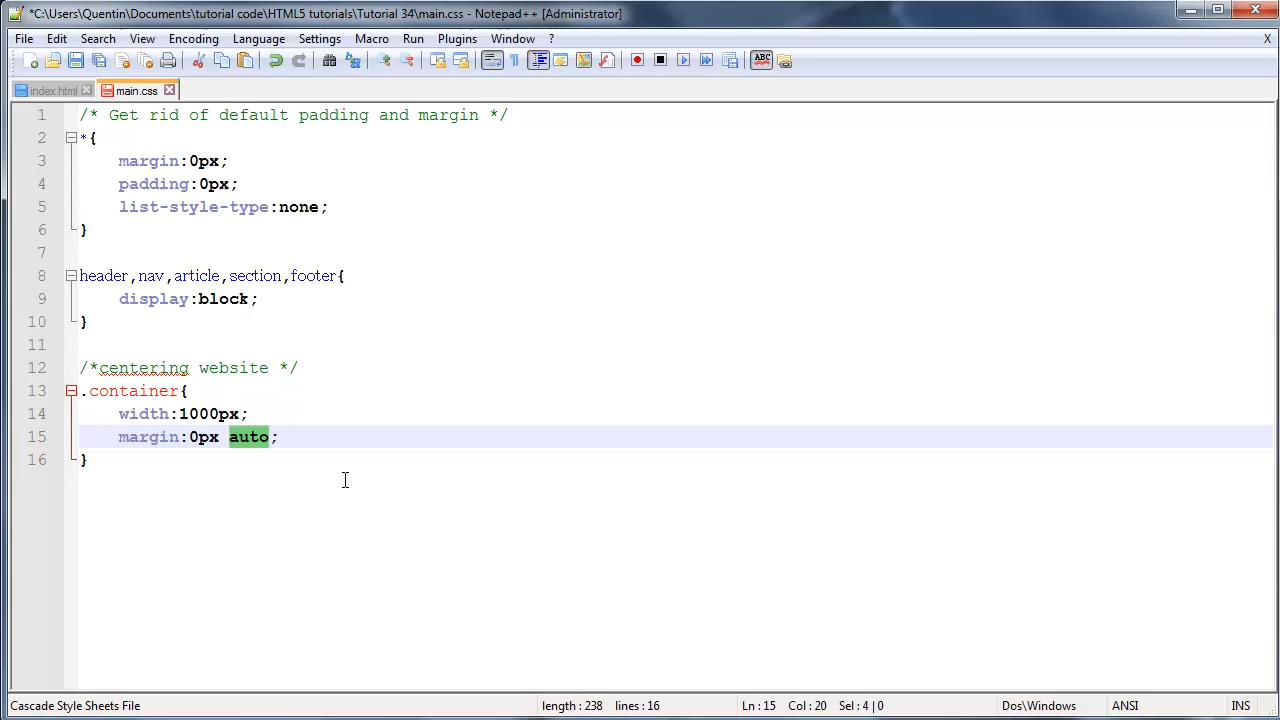 *C:\Users\Quentin\Documents\tutorial code\HTML5 tutorials\Tutorial 34\main.css - Notepad++ [Administrator]
File Edit Search View Encoding Language Settings Macro Run Plugins Window ? X
index.html main.css
1 /* Get rid of default padding and margin */
2 *{
3 margin:0px;
4 padding:0px;
5 list-style-type:none;
6 }
7
8 header,nav,article,section,footer{
9 display:block;
10 }
11
12 /*centering website */
13 .container{
14 width:1000px;
15 margin:0px auto;
16 }
Cascade Style Sheets File length : 238 lines : 16 Ln : 15 Col : 20 Sel : 4 | 0 Dos\Windows ANSI INS